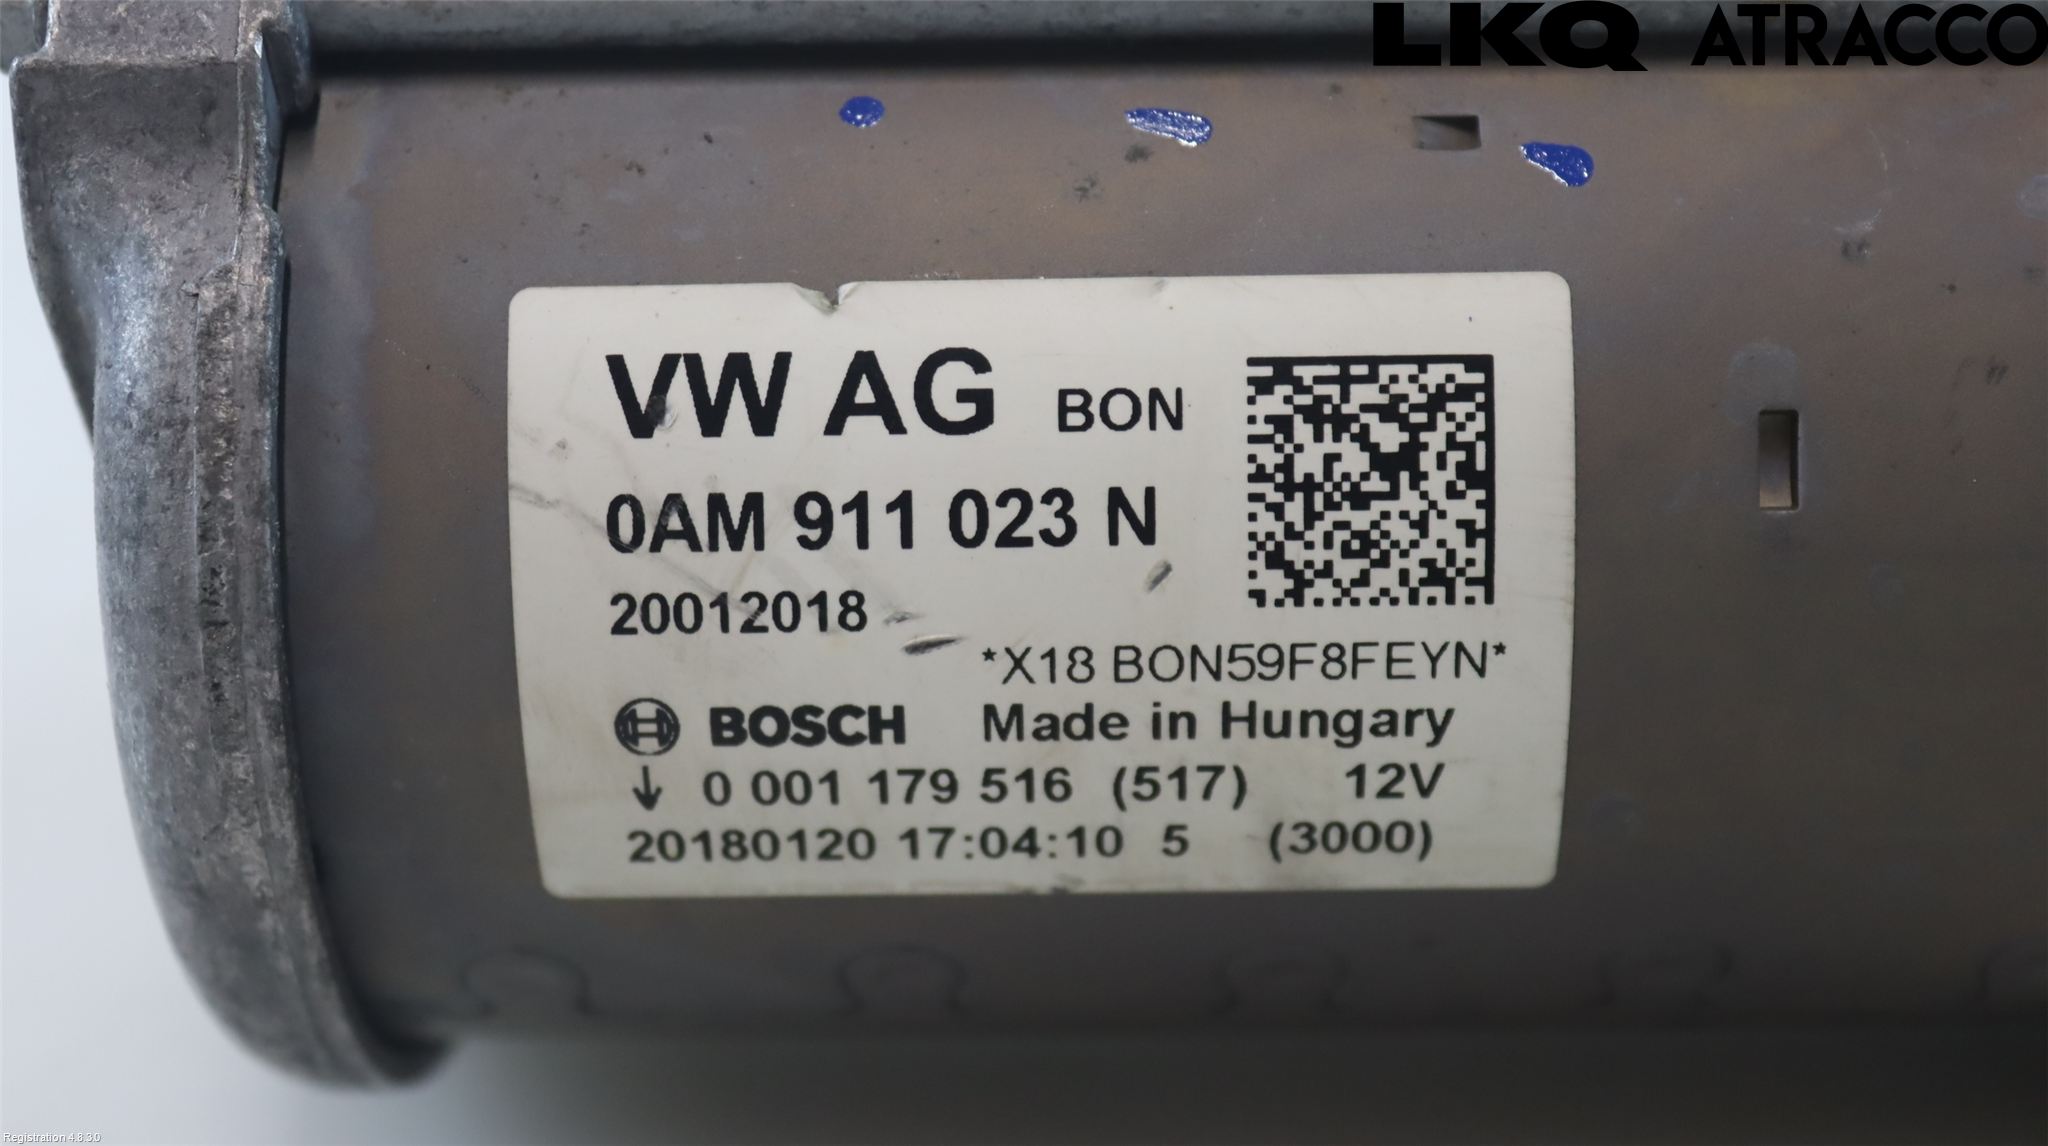 LKQ ATRACCO
VW AG BON
0AM 911 023 N
20012018
*X18 BON59F8FEYN*
BOSCH Made in Hungary
↓ 0 001 179 516 (517) 12V
20180120 17:04:10 5 (3000)
Registration 4.8.3.0